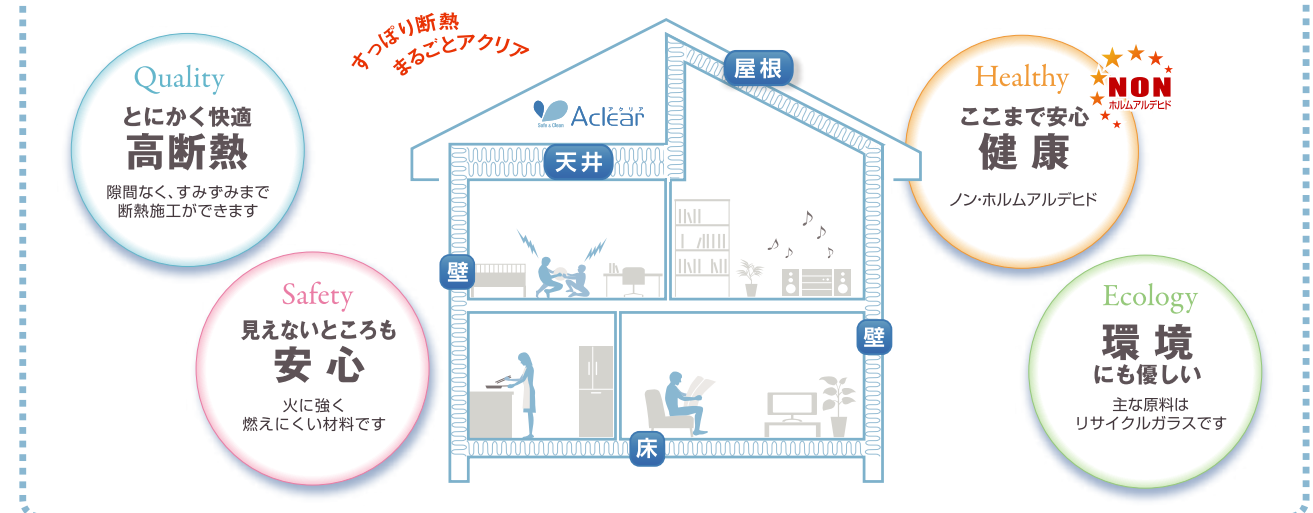 すっぽり断熱
まるごとアクリア
Quality
とにかく快適
高断熱
隙間なく、すみずみまで
断熱施工ができます
Safety
見えないところも
安心
火に強く
燃えにくい材料です
屋根
アクリア
Aclear
Safe & Clean
天井
壁
壁
床
Healthy
NON
ホルムアルデヒド
ここまで安心
健康
ノン・ホルムアルデヒド
Ecology
環境
にも優しい
主な原料は
リサイクルガラスです